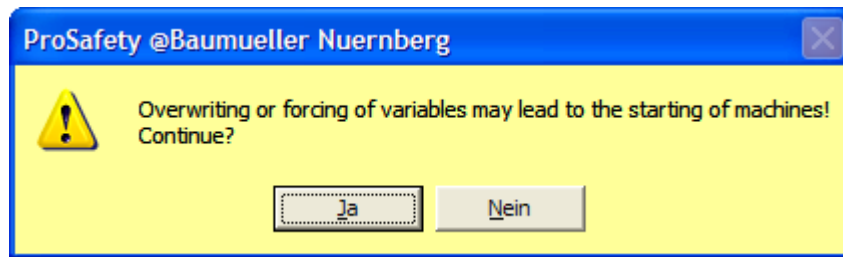 ProSafety @Baumueller Nuernberg
Overwriting or forcing of variables may lead to the starting of machines!
Continue?
Ja
Nein